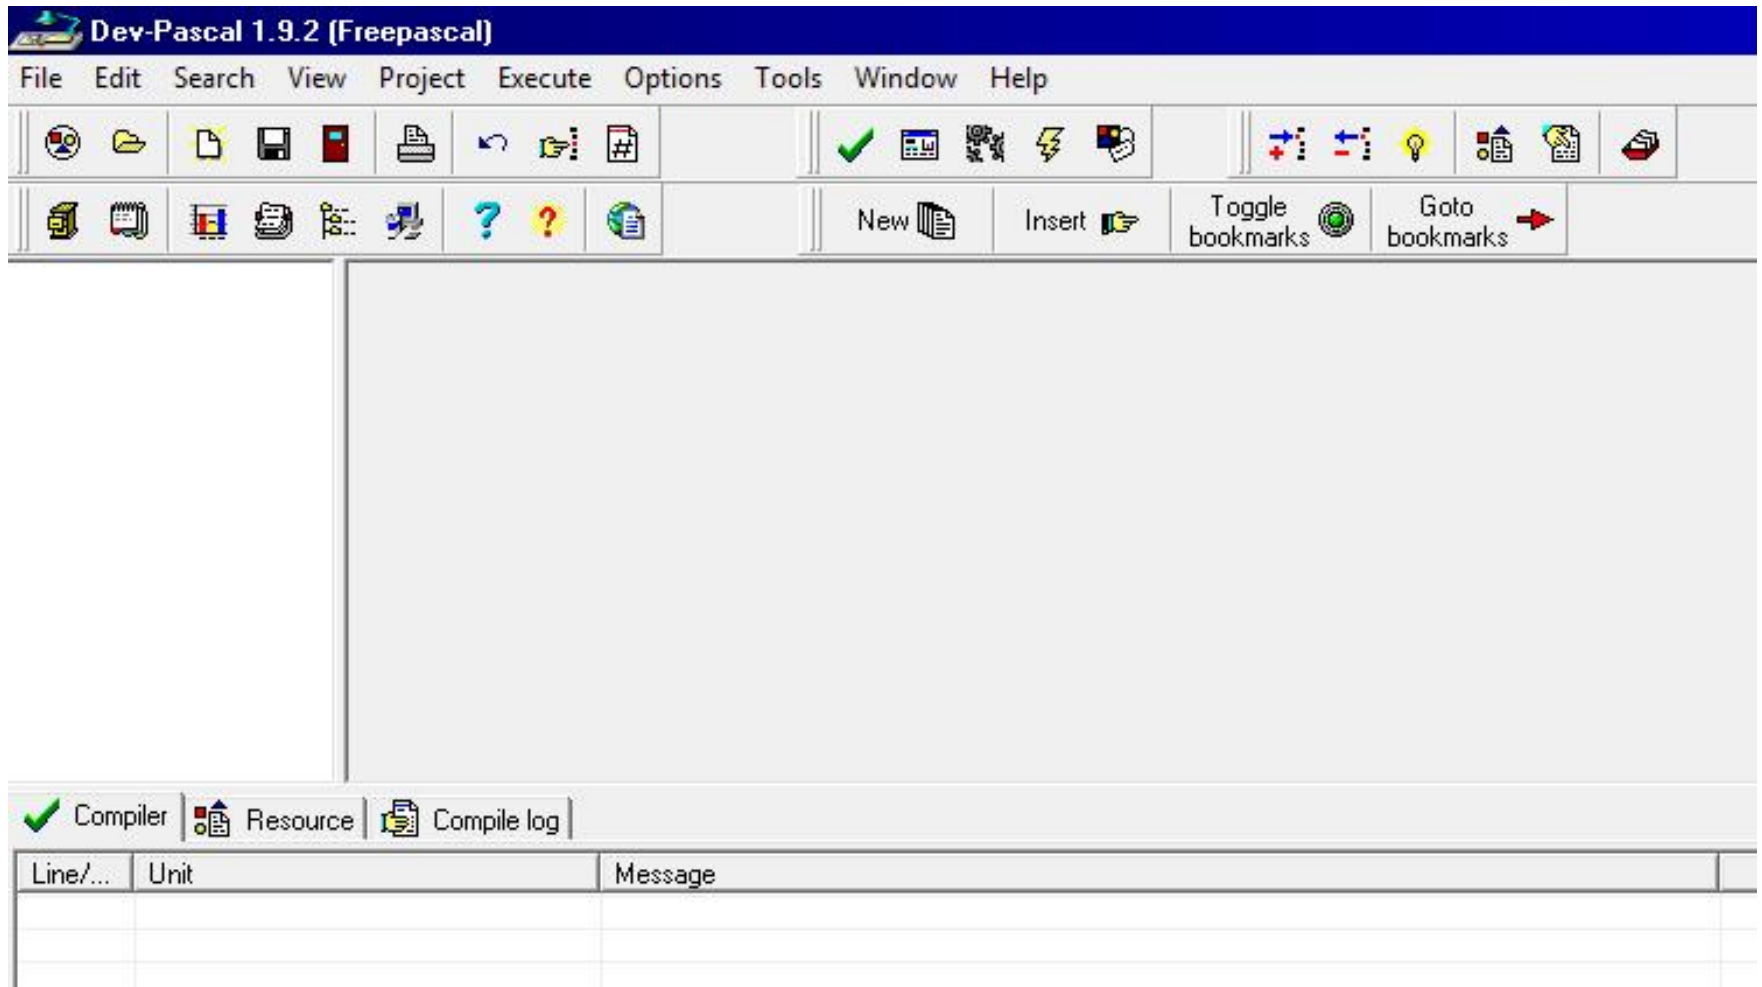 Dev-Pascal 1.9.2 (Freepascal)
File Edit Search View Project Execute Options Tools Window Help
New Insert Toggle bookmarks Goto bookmarks
Compiler Resource Compile log
Line/... Unit Message